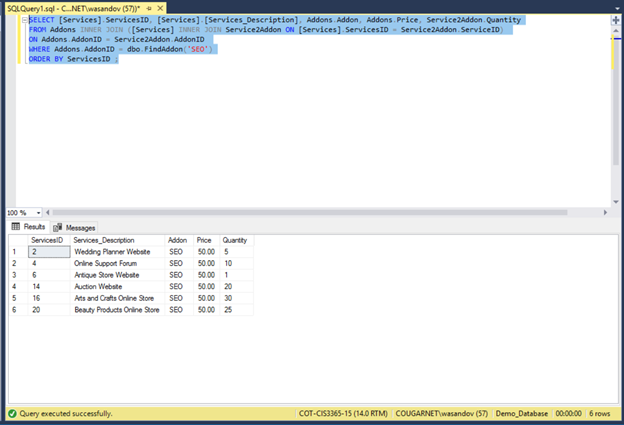 SQLQuery1.sql - C...NET\wasandov (57))*
SELECT [Services].ServicesID, [Services].[Services_Description], Addons.Addon, Addons.Price, Service2Addon.Quantity
FROM Addons INNER JOIN ([Services] INNER JOIN Service2Addon ON [Services].ServicesID = Service2Addon.ServiceID)
ON Addons.AddonID = Service2Addon.AddonID
WHERE Addons.AddonID = dbo.FindAddon('SEO')
ORDER BY ServicesID ;
100 %
Results Messages
ServicesID Services_Description Addon Price Quantity
1 2 Wedding Planner Website SEO 50.00 5
2 4 Online Support Forum SEO 50.00 10
3 6 Antique Store Website SEO 50.00 1
4 14 Auction Website SEO 50.00 20
5 16 Arts and Crafts Online Store SEO 50.00 30
6 20 Beauty Products Online Store SEO 50.00 25
Query executed successfully. COT-CIS3365-15 (14.0 RTM) COUGARNET\wasandov (57) Demo_Database 00:00:00 6 rows